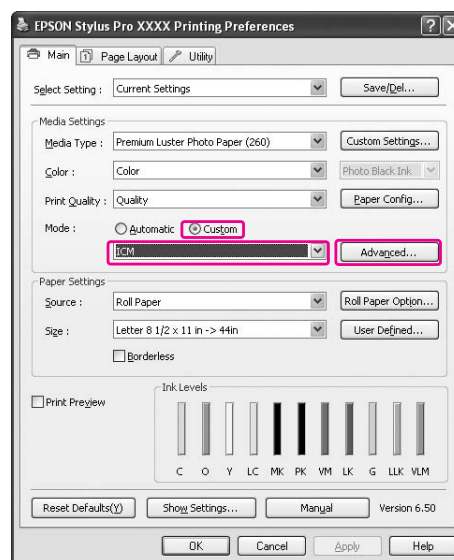 EPSON Stylus Pro XXXX Printing Preferences
Main Page Layout Utility
Select Setting : Current Settings Save/Del...
Media Settings
Media Type : Premium Luster Photo Paper (260) Custom Settings...
Color : Color Photo Black Ink
Print Quality : Quality Paper Config...
Mode : Automatic Custom
ICM Advanced...
Paper Settings
Source : Roll Paper Roll Paper Option...
Size : Letter 8 1/2 x 11 in -> 44in User Defined...
Borderless
Print Preview
Ink Levels
C O Y LC MK PK VM LK G LLK VLM
Reset Defaults(Y) Show Settings... Manual Version 6.50
OK Cancel Apply Help